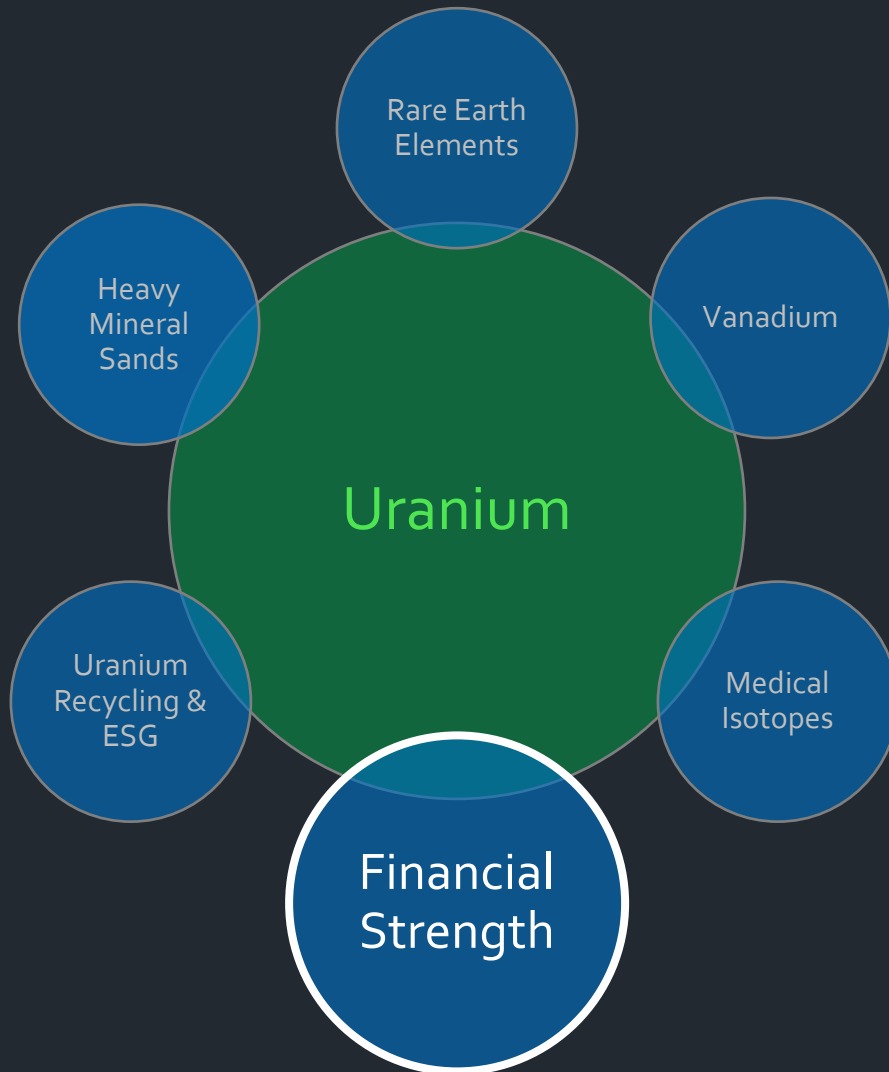 Rare Earth
Elements
Heavy
Mineral
Sands
Vanadium
Uranium
Uranium
Recycling &
ESG
Medical
Isotopes
Financial
Strength